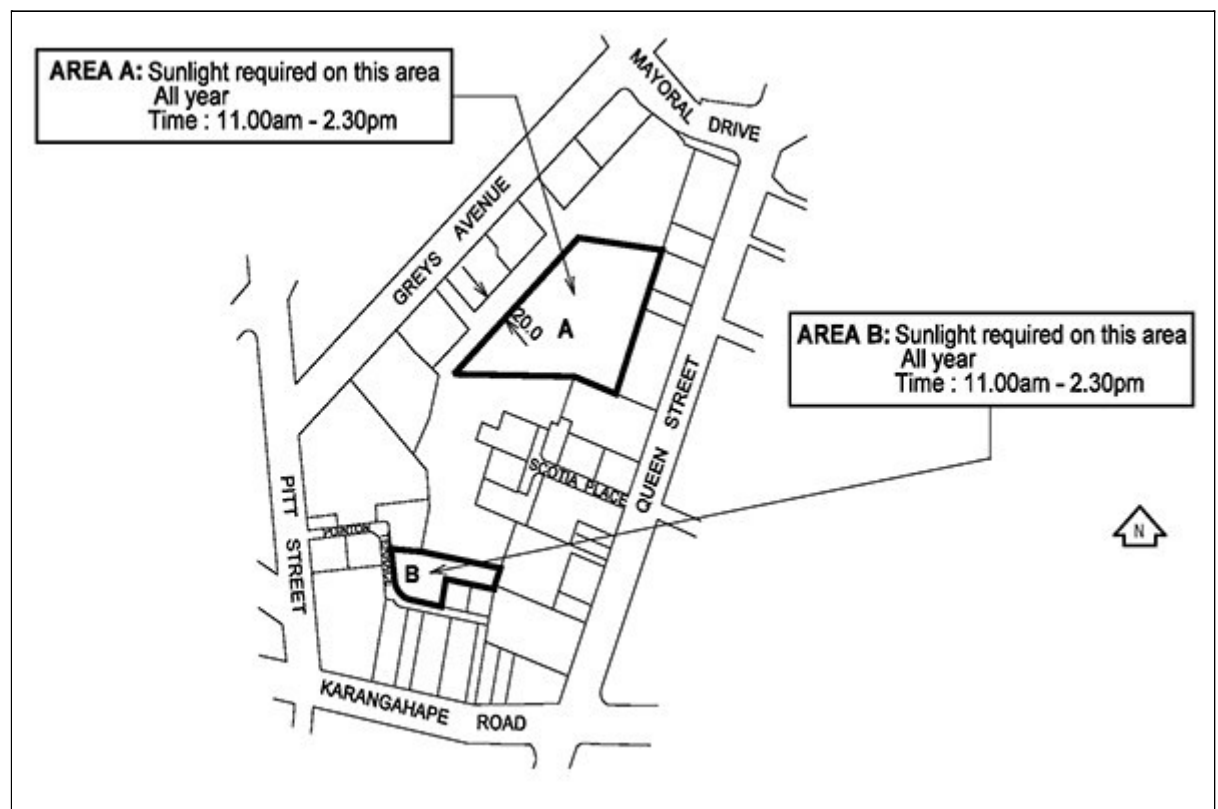 AREA A: Sunlight required on this area
All year
Time : 11.00am - 2.30pm
MAYORAL DRIVE
GREYS AVENUE
20.0
A
AREA B: Sunlight required on this area
All year
Time : 11.00am - 2.30pm
QUEEN STREET
SCOTIA PLACE
PITT STREET
N
B
KARANGAHAPE ROAD